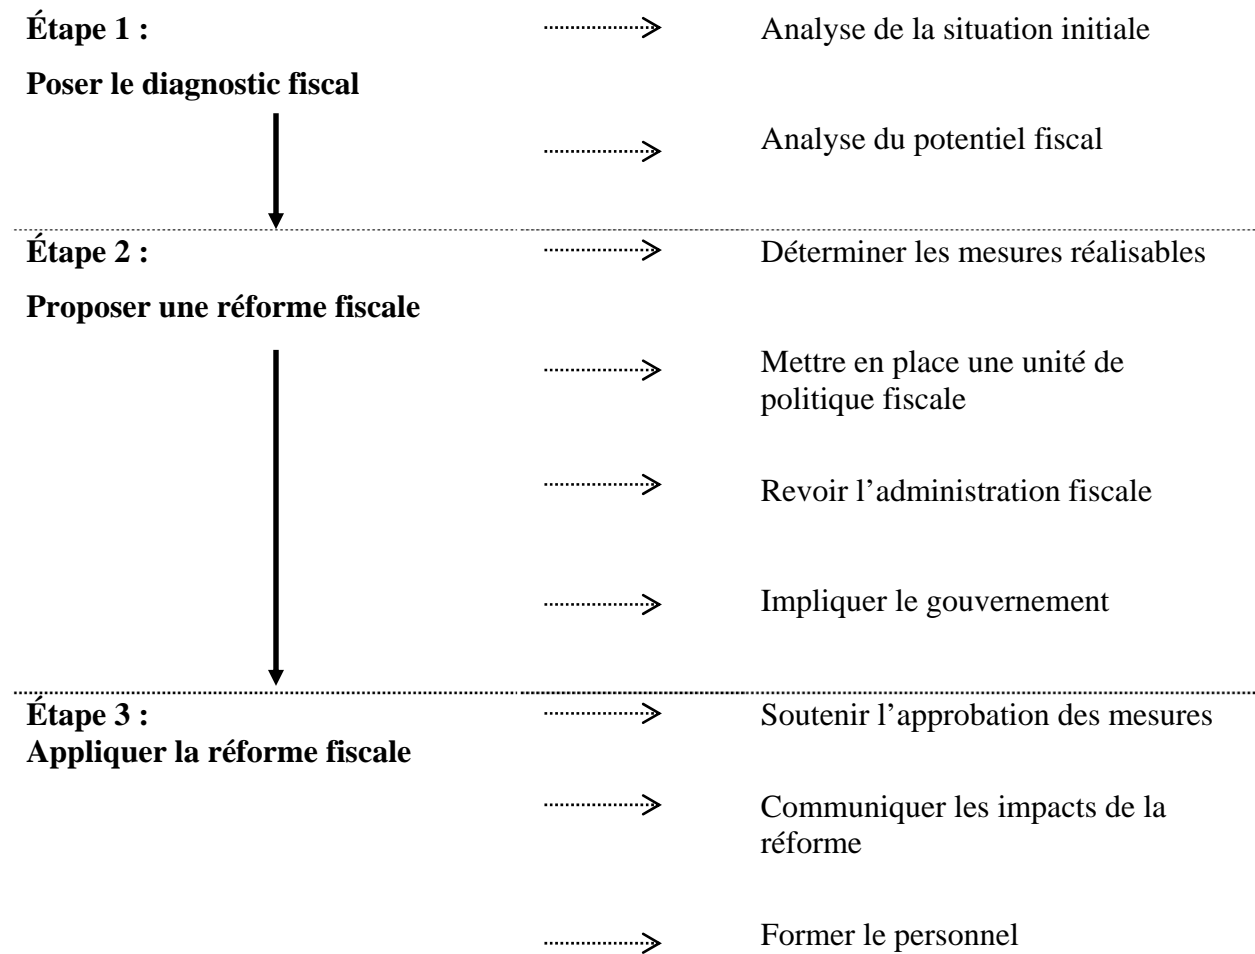 Étape 1 :
Analyse de la situation initiale
Poser le diagnostic fiscal
Analyse du potentiel fiscal
Étape 2 :
Déterminer les mesures réalisables
Proposer une réforme fiscale
Mettre en place une unité de
politique fiscale
Revoir l’administration fiscale
Impliquer le gouvernement
Étape 3 :
Soutenir l’approbation des mesures
Appliquer la réforme fiscale
Communiquer les impacts de la
réforme
Former le personnel